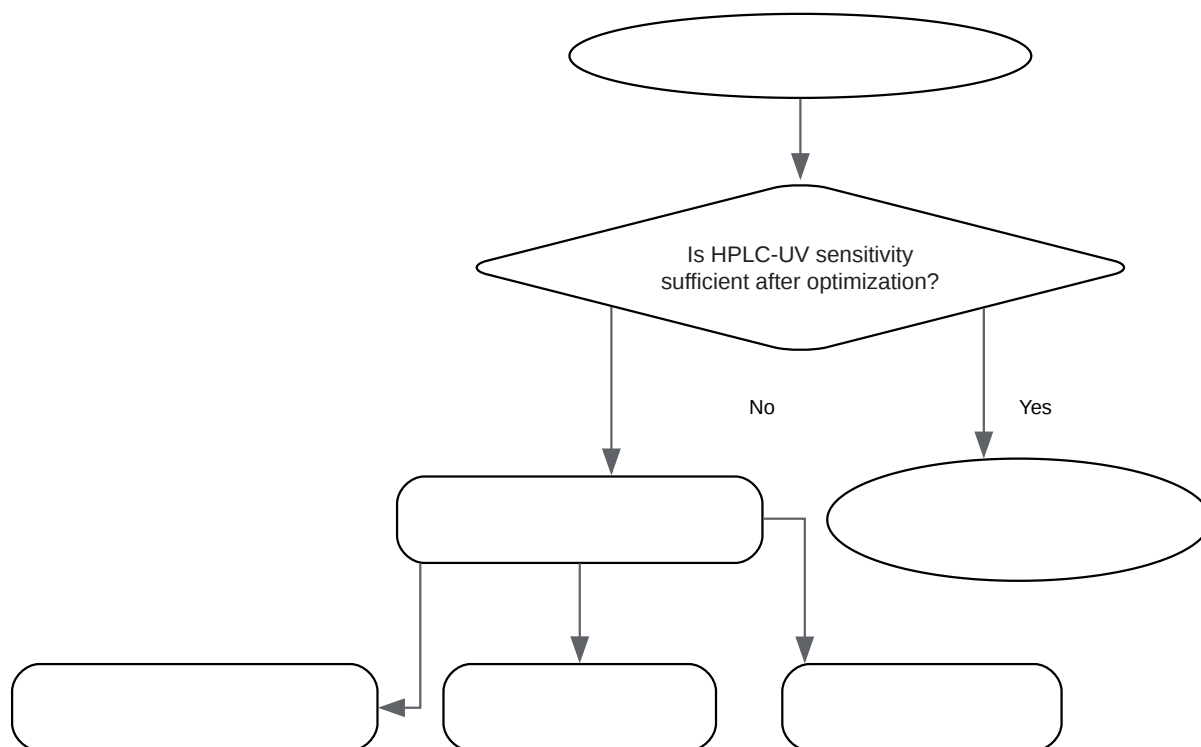 Is HPLC-UV sensitivity
sufficient after optimization?
No
Yes